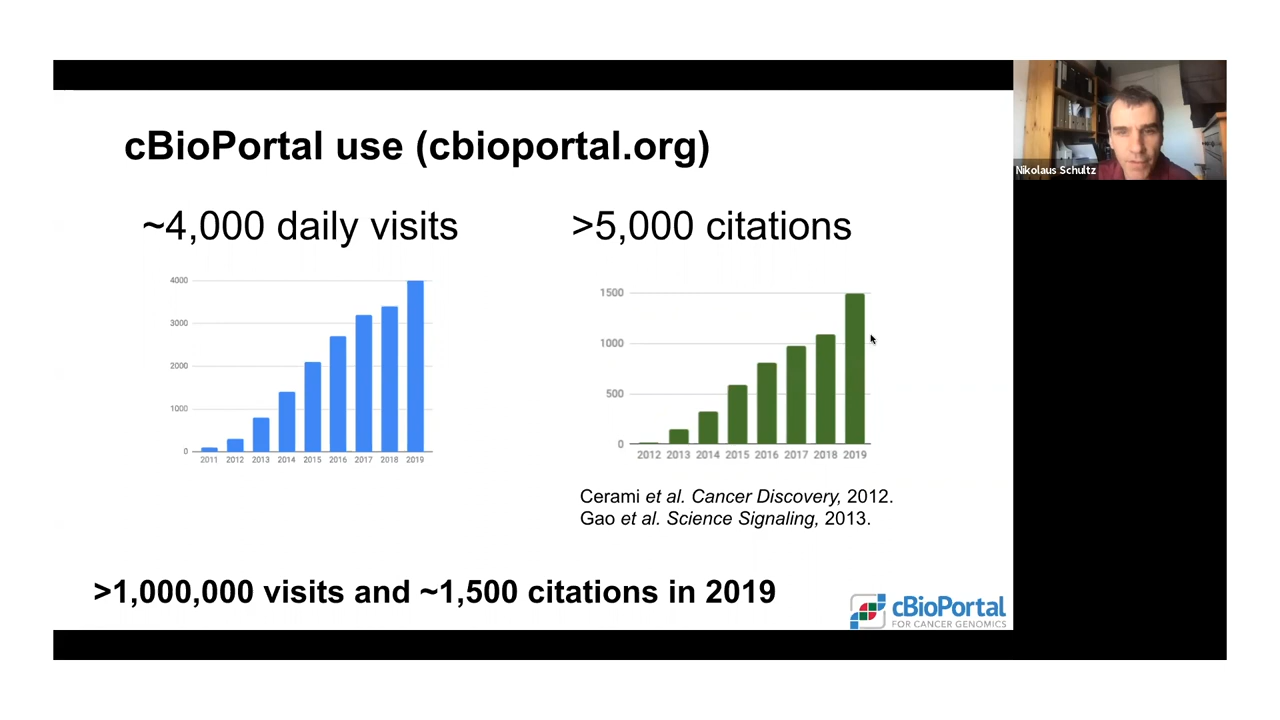 cBioPortal use (cbioportal.org)
~4,000 daily visits
>5,000 citations
4000
3000
2000
1000
0
2011 2012 2013 2014 2015 2016 2017 2018 2019
1500
1000
500
0
2012 2013 2014 2015 2016 2017 2018 2019
Cerami et al. Cancer Discovery, 2012.
Gao et al. Science Signaling, 2013.
>1,000,000 visits and ~1,500 citations in 2019
cBioPortal
FOR CANCER GENOMICS
Nikolaus Schultz